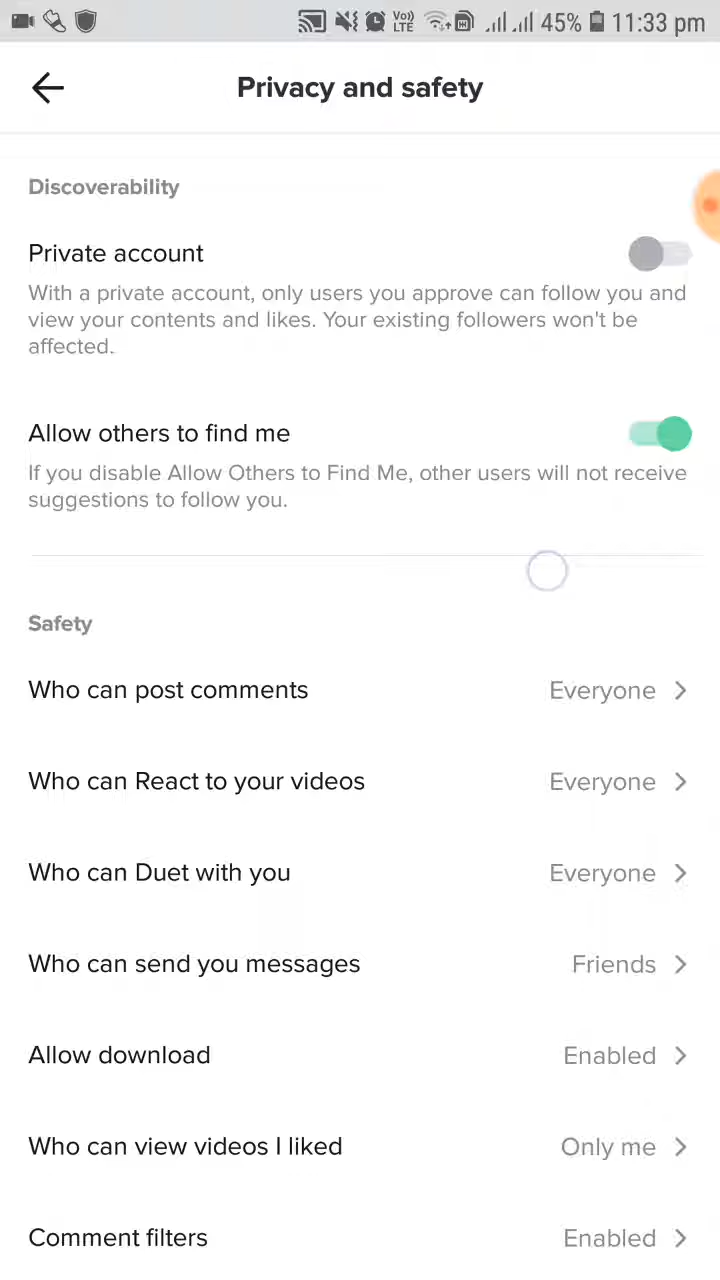 Vo))
LTE
45%
11:33 pm
Privacy and safety
Discoverability
Private account
With a private account, only users you approve can follow you and
view your contents and likes. Your existing followers won't be
affected.
Allow others to find me
If you disable Allow Others to Find Me, other users will not receive
suggestions to follow you.
Safety
Who can post comments Everyone
Who can React to your videos Everyone
Who can Duet with you Everyone
Who can send you messages Friends
Allow download Enabled
Who can view videos I liked Only me
Comment filters Enabled